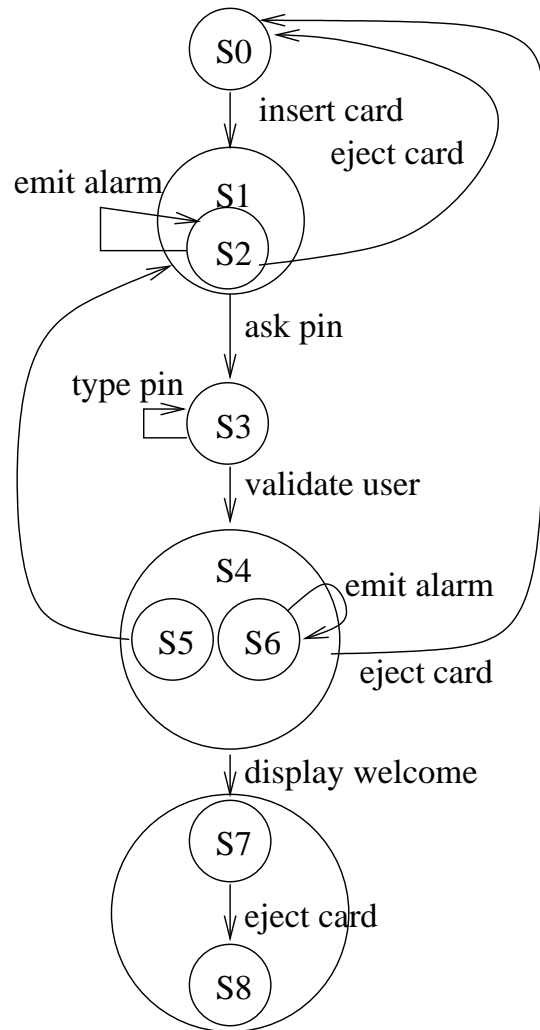 S0
insert card
eject card
emit alarm
S1
S2
ask pin
type pin
S3
validate user
S4
emit alarm
S5
S6
eject card
display welcome
S7
eject card
S8